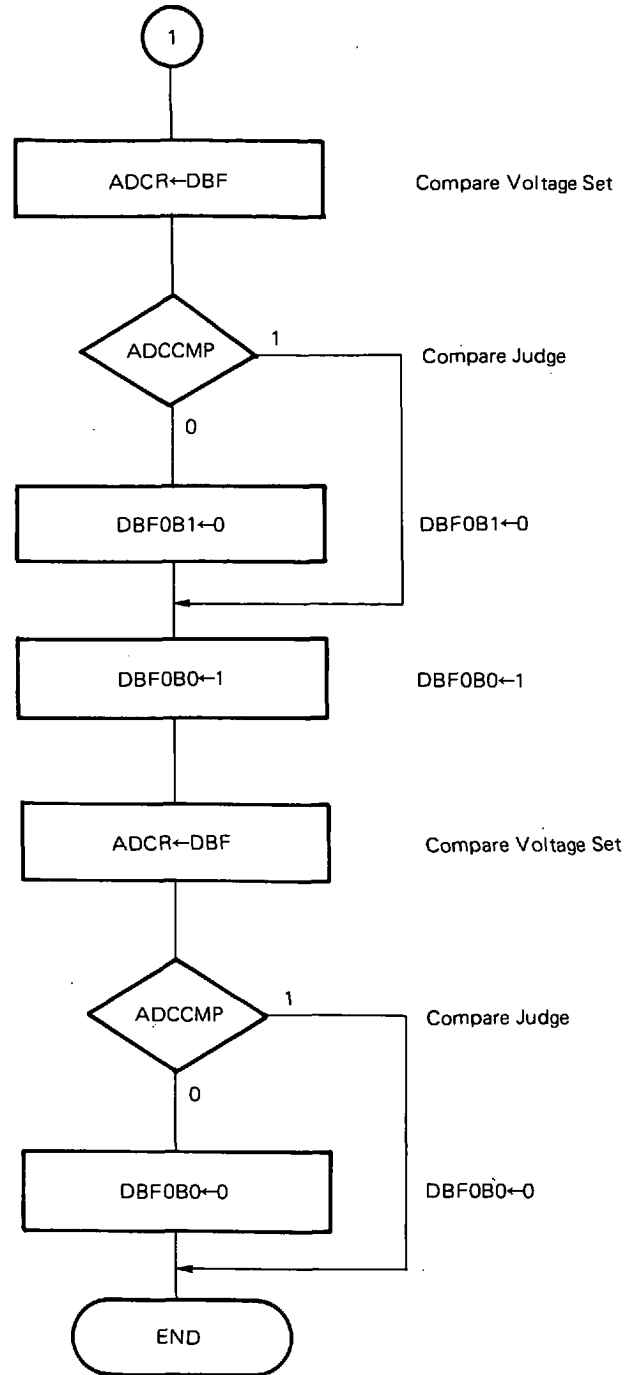 1
ADCR←DBF Compare Voltage Set
ADCCMP 1 Compare Judge
0
DBF0B1←0 DBF0B1←0
DBF0B0←1 DBF0B0←1
ADCR←DBF Compare Voltage Set
ADCCMP 1 Compare Judge
0
DBF0B0←0 DBF0B0←0
END